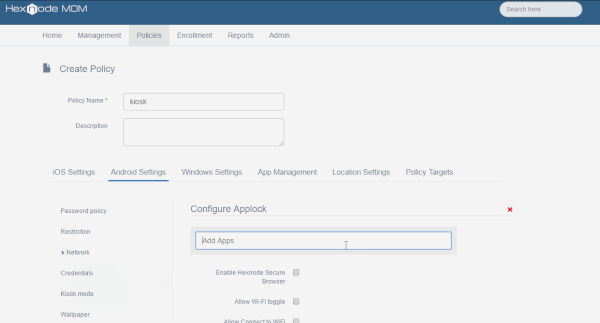 Hexnode MDM
Search here
Home Management Policies Enrollment Reports Admin
Create Policy
Policy Name * kiosk
Description
iOS Settings Android Settings Windows Settings App Management Location Settings Policy Targets
Configure Applock
Password policy
Add Apps
Restriction
> Network
Enable Hexnode Secure
Browser
Credentials
Kiosk mode
Allow Wi-Fi toggle
Wallpaper
Allow Connect to WiFi